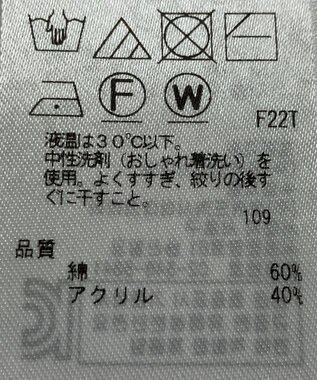 F W
F22T
液温は30℃以下。
中性洗剤（おしゃれ着洗い）を
使用。よくすすぎ、絞りの後す
ぐに干すこと。
109
品質
綿 60%
アクリル 40%